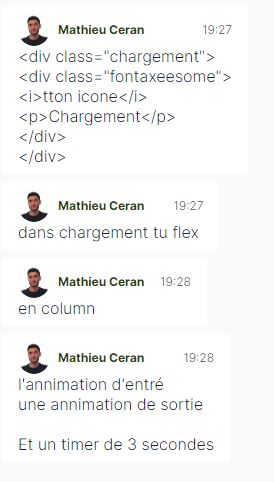 Mathieu Ceran 19:27
<div class="chargement">
<div class="fontaxeesome">
<i>tton icone</i>
<p>Chargement</p>
</div>
</div>
Mathieu Ceran 19:27
dans chargement tu flex
Mathieu Ceran 19:28
en column
Mathieu Ceran 19:28
l'annimation d'entré
une annimation de sortie
Et un timer de 3 secondes